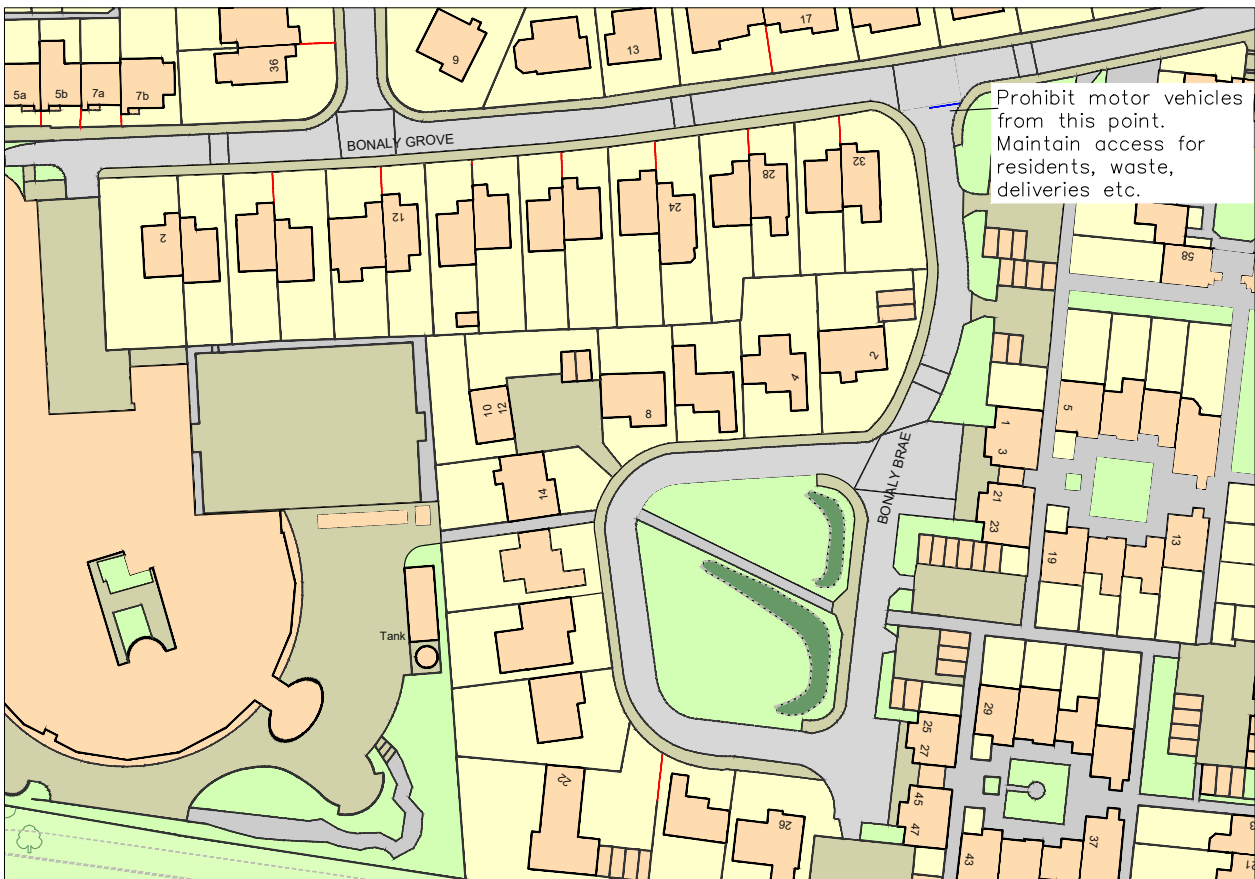 17
9
13
36
5a
5b
7a
7b
Prohibit motor vehicles
from this point.
Maintain access for
residents, waste,
deliveries etc.
BONALY GROVE
2
12
24
28
32
58
2
4
8
10
12
5
1
3
14
BONALY BRAE
21
23
19
13
Tank
29
25
27
22
26
45
47
43
37
21